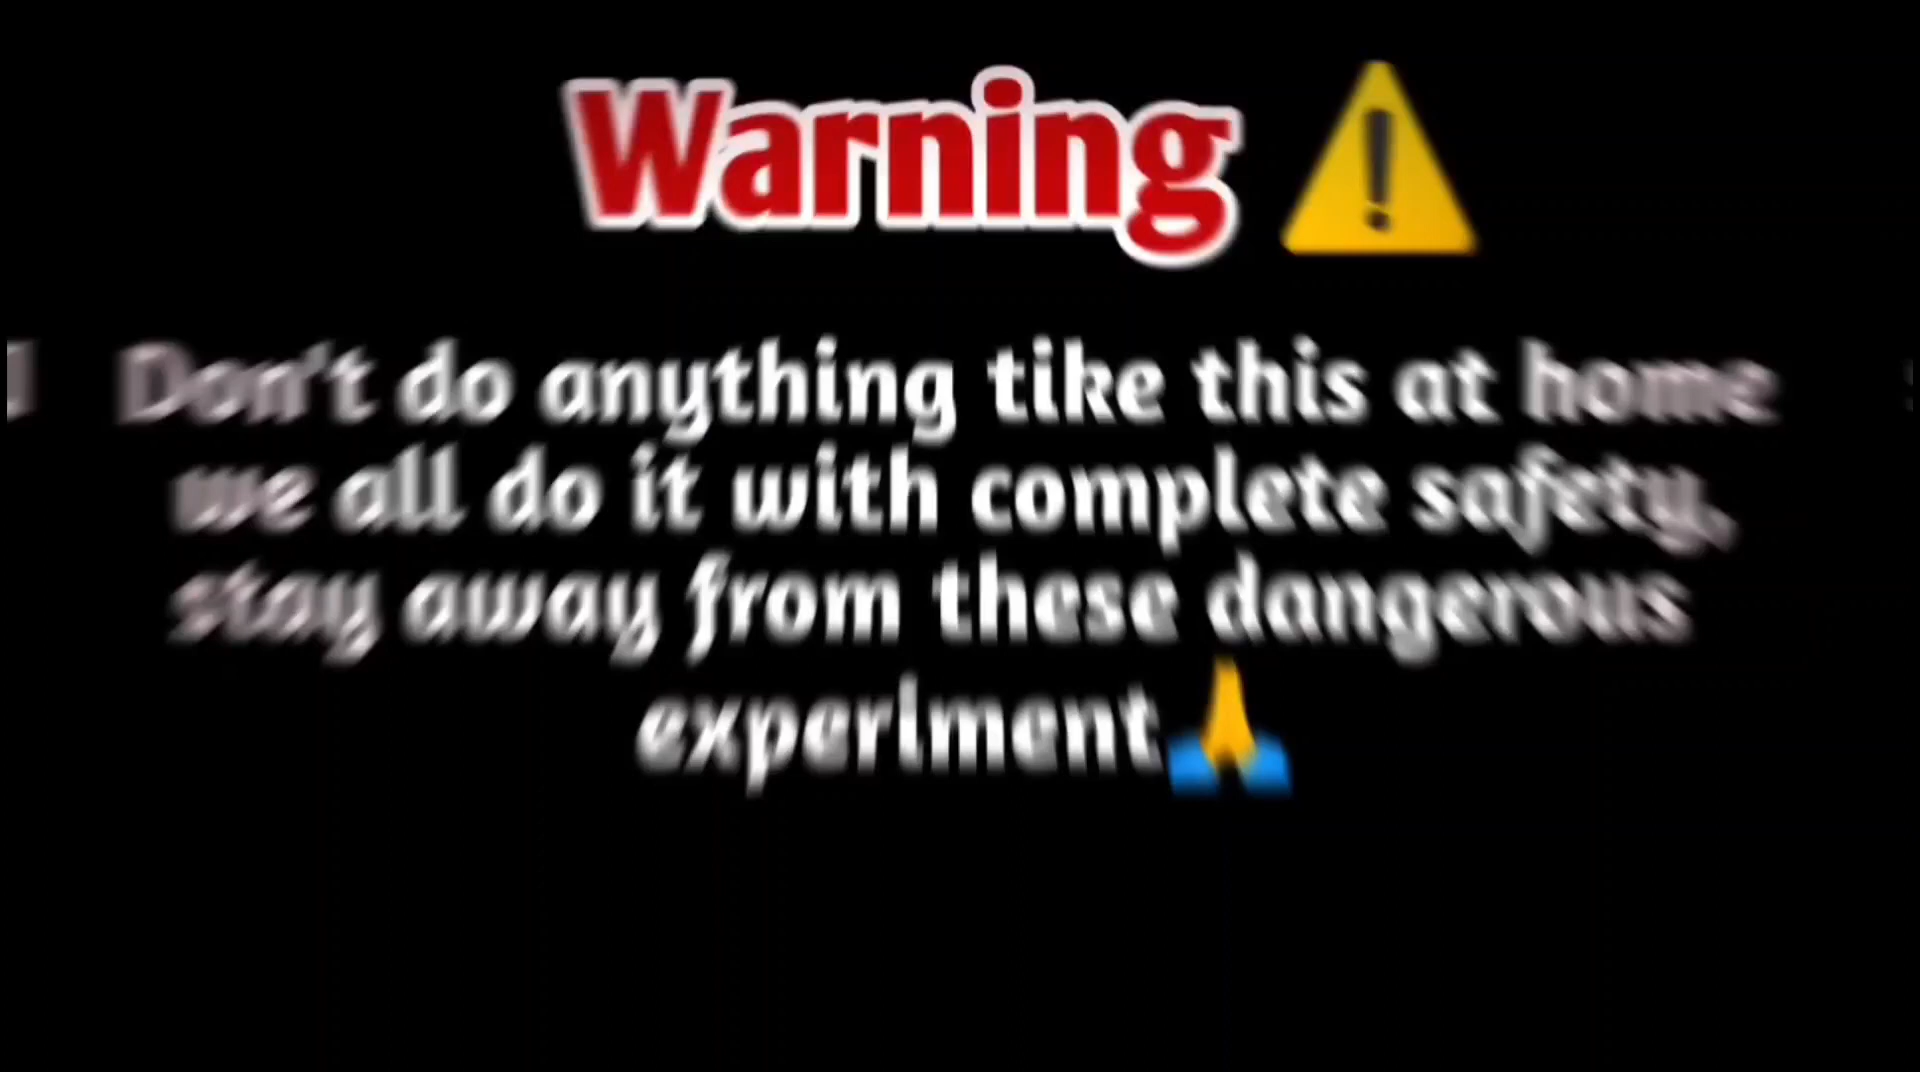 Warning ⚠️
Don't do anything tike this at home
we all do it with complete safety,
stay away from these dangerous
experiment🙏